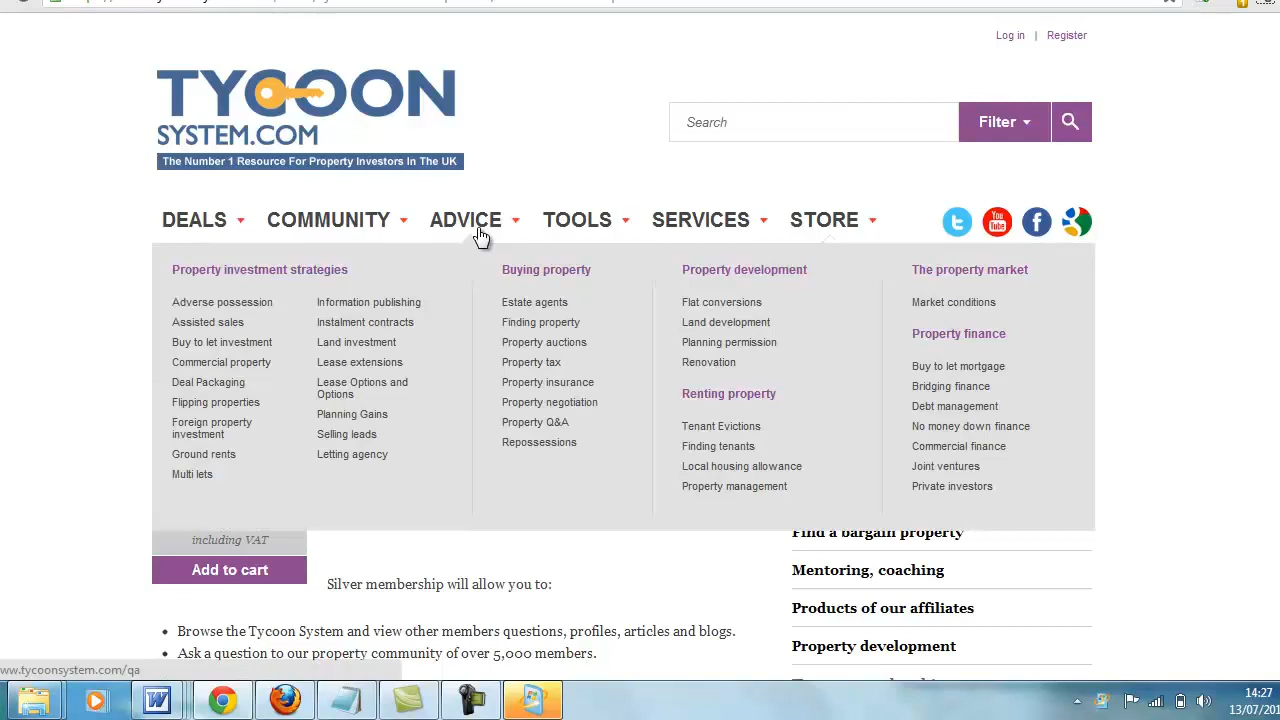 Log in | Register
TYCOON
SYSTEM.COM
The Number 1 Resource For Property Investors In The UK
Search
Filter
DEALS COMMUNITY ADVICE TOOLS SERVICES STORE
Property investment strategies
Adverse possession
Assisted sales
Buy to let investment
Commercial property
Deal Packaging
Flipping properties
Foreign property
investment
Ground rents
Multi lets
Information publishing
Instalment contracts
Land investment
Lease extensions
Lease Options and
Options
Planning Gains
Selling leads
Letting agency
Buying property
Estate agents
Finding property
Property auctions
Property tax
Property insurance
Property negotiation
Property Q&A
Repossessions
Property development
Flat conversions
Land development
Planning permission
Renovation
Renting property
Tenant Evictions
Finding tenants
Local housing allowance
Property management
The property market
Market conditions
Property finance
Buy to let mortgage
Bridging finance
Debt management
No money down finance
Commercial finance
Joint ventures
Private investors
including VAT
Add to cart
Silver membership will allow you to:
• Browse the Tycoon System and view other members questions, profiles, articles and blogs.
• Ask a question to our property community of over 5,000 members.
Find a bargain property
Mentoring, coaching
Products of our affiliates
Property development
www.tycoonsystem.com/qa
14:27
13/07/20